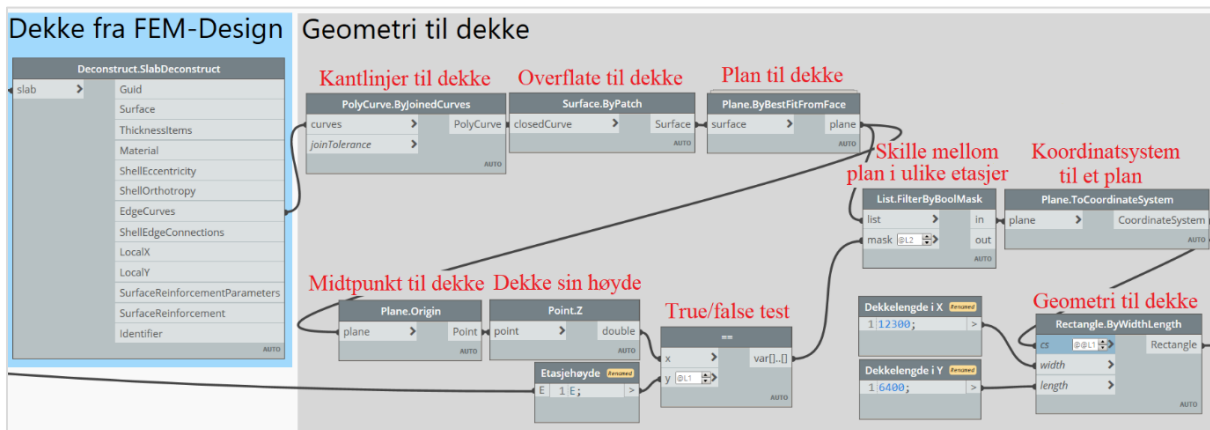 Dekke fra FEM-Design
Deconstruct.SlabDeconstruct
slab >
Guid
Surface
ThicknessItems
Material
ShellEccentricity
ShellOrthotropy
EdgeCurves
ShellEdgeConnections
LocalX
LocalY
SurfaceReinforcementParameters
SurfaceReinforcement
Identifier
AUTO
Geometri til dekke
Kantlinjer til dekke
PolyCurve.ByJoinedCurves
curves > PolyCurve
joinTolerance >
AUTO
Overflate til dekke
Surface.ByPatch
closedCurve > Surface
AUTO
Plan til dekke
Plane.ByBestFitFromFace
surface > plane
AUTO
Skille mellom
plan i ulike etasjer
List.FilterByBoolMask
list > in
mask @L2 > out
AUTO
Koordinatsystem
til et plan
Plane.ToCoordinateSystem
plane > CoordinateSystem
AUTO
Midtpunkt til dekke
Plane.Origin
plane > Point
AUTO
Dekke sin høyde
Point.Z
point > double
AUTO
Etasjehøyde Renamed
E 1 E; >
True/false test
==
x > var[]..[]
y @L1 >
AUTO
Dekkelengde i X Renamed
1 12300; >
Dekkelengde i Y Renamed
1 6400; >
Geometri til dekke
Rectangle.ByWidthLength
cs @@L1 > Rectangle
width >
length >
AUTO